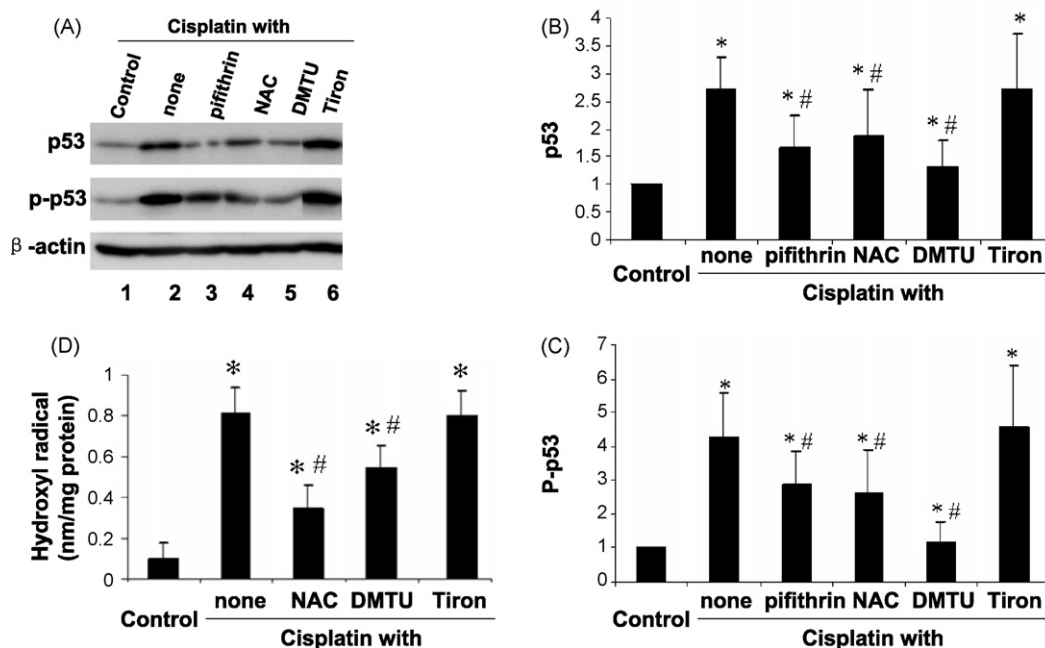 (A)
Cisplatin with
Control none pifithrin NAC DMTU Tiron
p53
p-p53
β-actin
1 2 3 4 5 6
(B)
p53
4
3.5
3
2.5
2
1.5
1
0.5
0
* *# *# *# *
Control none pifithrin NAC DMTU Tiron
Cisplatin with
(D)
Hydroxyl radical
(nm/mg protein)
1
0.8
0.6
0.4
0.2
0
* *# *# *
Control none NAC DMTU Tiron
Cisplatin with
(C)
P-p53
7
6
5
4
3
2
1
0
* *# *# *# *
Control none pifithrin NAC DMTU Tiron
Cisplatin with